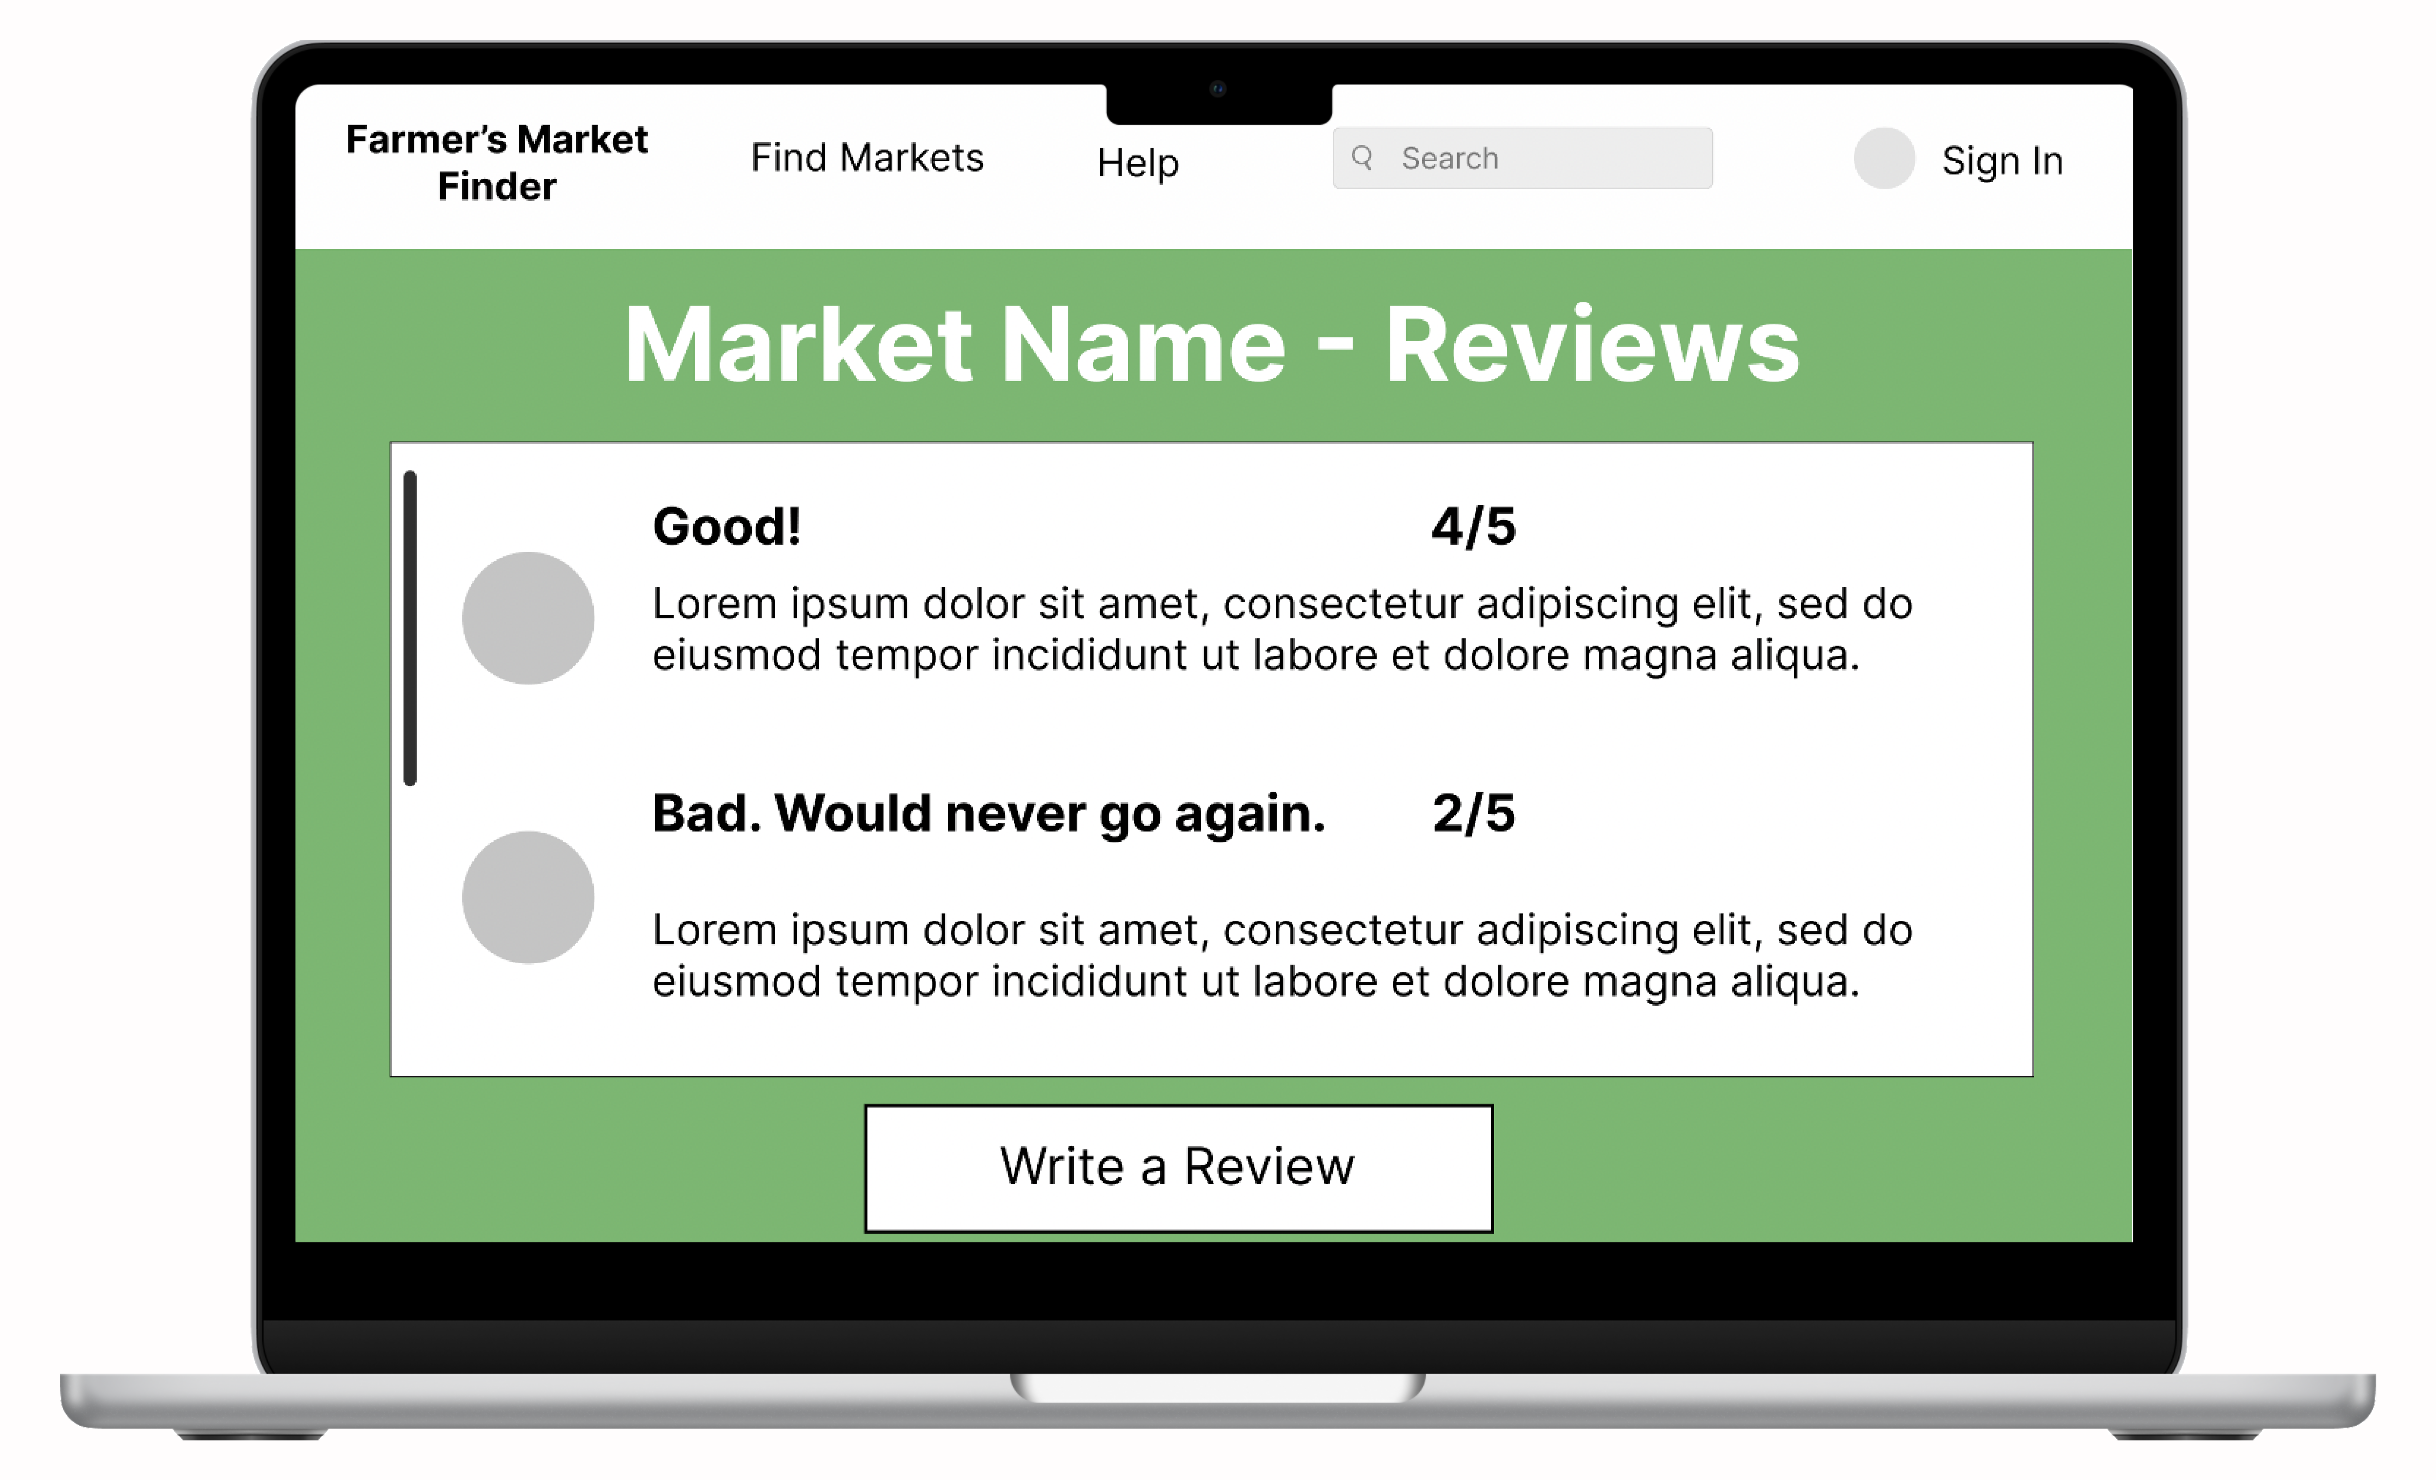 Farmer’s Market
Finder
Find Markets
Help
Search
Sign In
Market Name - Reviews
Good!
4/5
Lorem ipsum dolor sit amet, consectetur adipiscing elit, sed do
eiusmod tempor incididunt ut labore et dolore magna aliqua.
Bad. Would never go again.
2/5
Lorem ipsum dolor sit amet, consectetur adipiscing elit, sed do
eiusmod tempor incididunt ut labore et dolore magna aliqua.
Write a Review